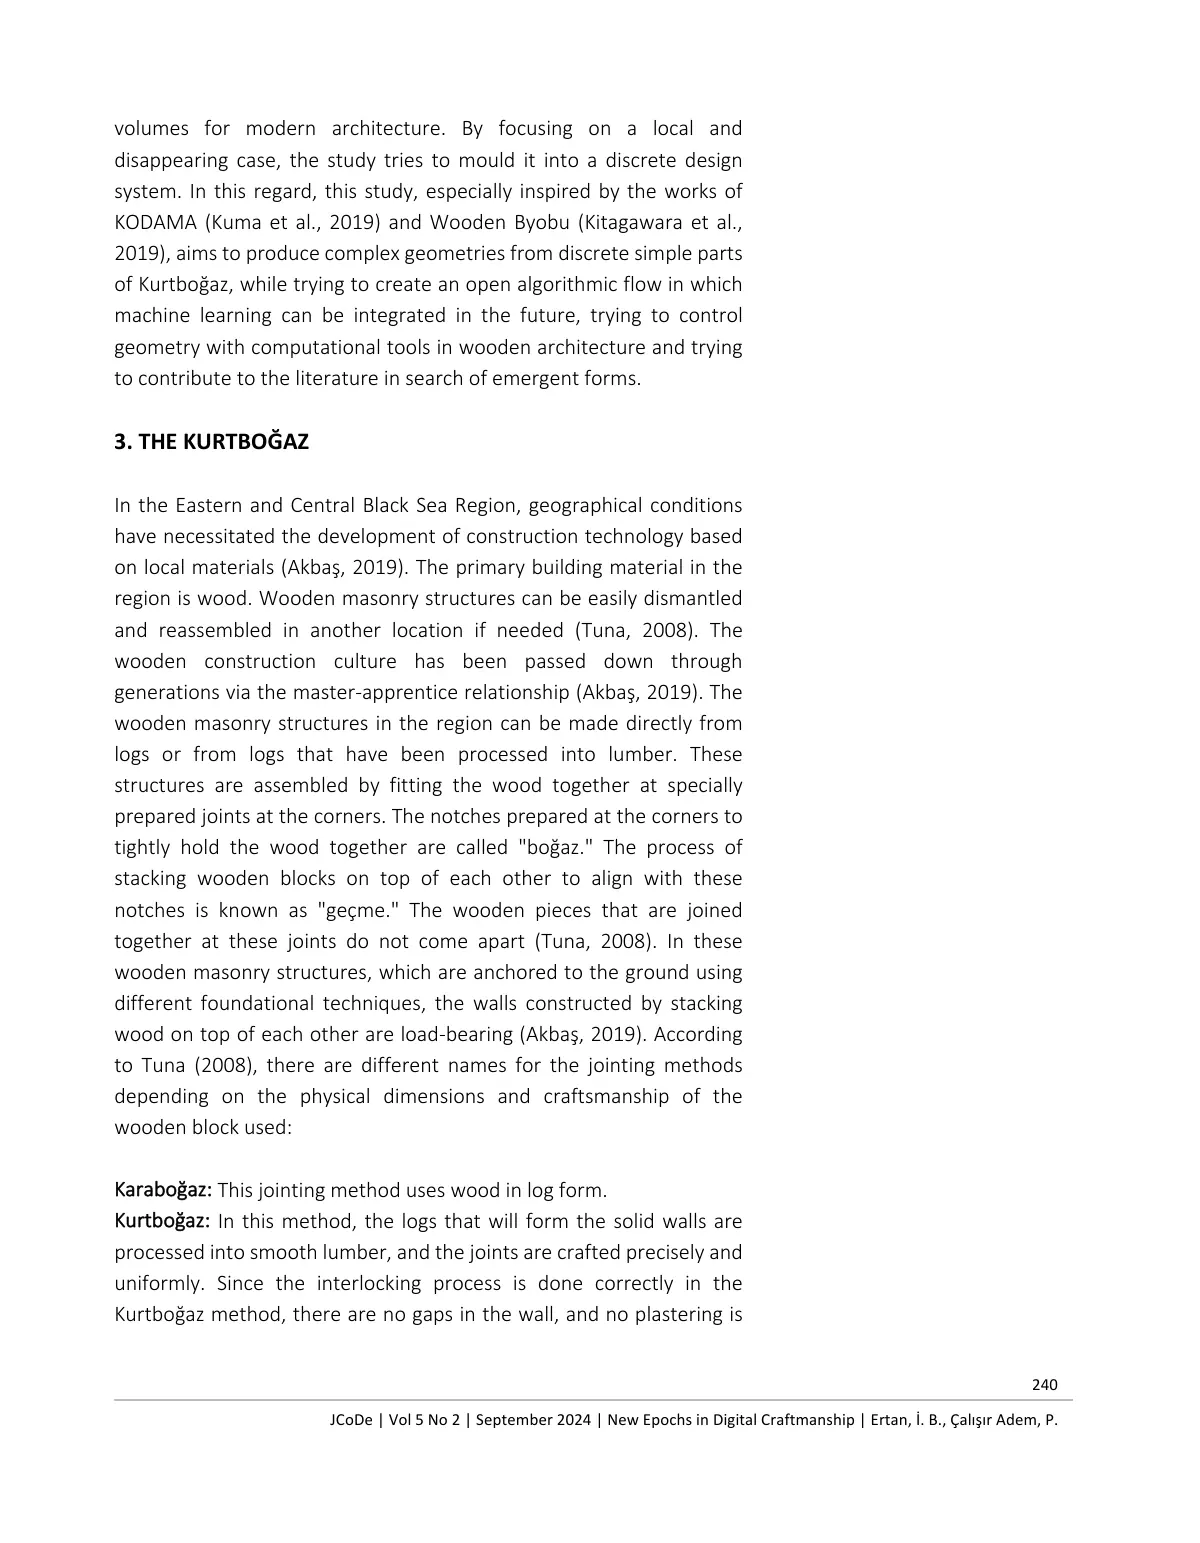 volumes for modern architecture. By focusing on a local and
disappearing case, the study tries to mould it into a discrete design
system. In this regard, this study, especially inspired by the works of
KODAMA (Kuma et al., 2019) and Wooden Byobu (Kitagawara et al.,
2019), aims to produce complex geometries from discrete simple parts
of Kurtboğaz, while trying to create an open algorithmic flow in which
machine learning can be integrated in the future, trying to control
geometry with computational tools in wooden architecture and trying
to contribute to the literature in search of emergent forms.
3. THE KURTBOĞAZ
In the Eastern and Central Black Sea Region, geographical conditions
have necessitated the development of construction technology based
on local materials (Akbaş, 2019). The primary building material in the
region is wood. Wooden masonry structures can be easily dismantled
and reassembled in another location if needed (Tuna, 2008). The
wooden construction culture has been passed down through
generations via the master-apprentice relationship (Akbaş, 2019). The
wooden masonry structures in the region can be made directly from
logs or from logs that have been processed into lumber. These
structures are assembled by fitting the wood together at specially
prepared joints at the corners. The notches prepared at the corners to
tightly hold the wood together are called "boğaz." The process of
stacking wooden blocks on top of each other to align with these
notches is known as "geçme." The wooden pieces that are joined
together at these joints do not come apart (Tuna, 2008). In these
wooden masonry structures, which are anchored to the ground using
different foundational techniques, the walls constructed by stacking
wood on top of each other are load-bearing (Akbaş, 2019). According
to Tuna (2008), there are different names for the jointing methods
depending on the physical dimensions and craftsmanship of the
wooden block used:
Karaboğaz: This jointing method uses wood in log form.
Kurtboğaz: In this method, the logs that will form the solid walls are
processed into smooth lumber, and the joints are crafted precisely and
uniformly. Since the interlocking process is done correctly in the
Kurtboğaz method, there are no gaps in the wall, and no plastering is
240
JCoDe | Vol 5 No 2 | September 2024 | New Epochs in Digital Craftmanship | Ertan, İ. B., Çalışır Adem, P.